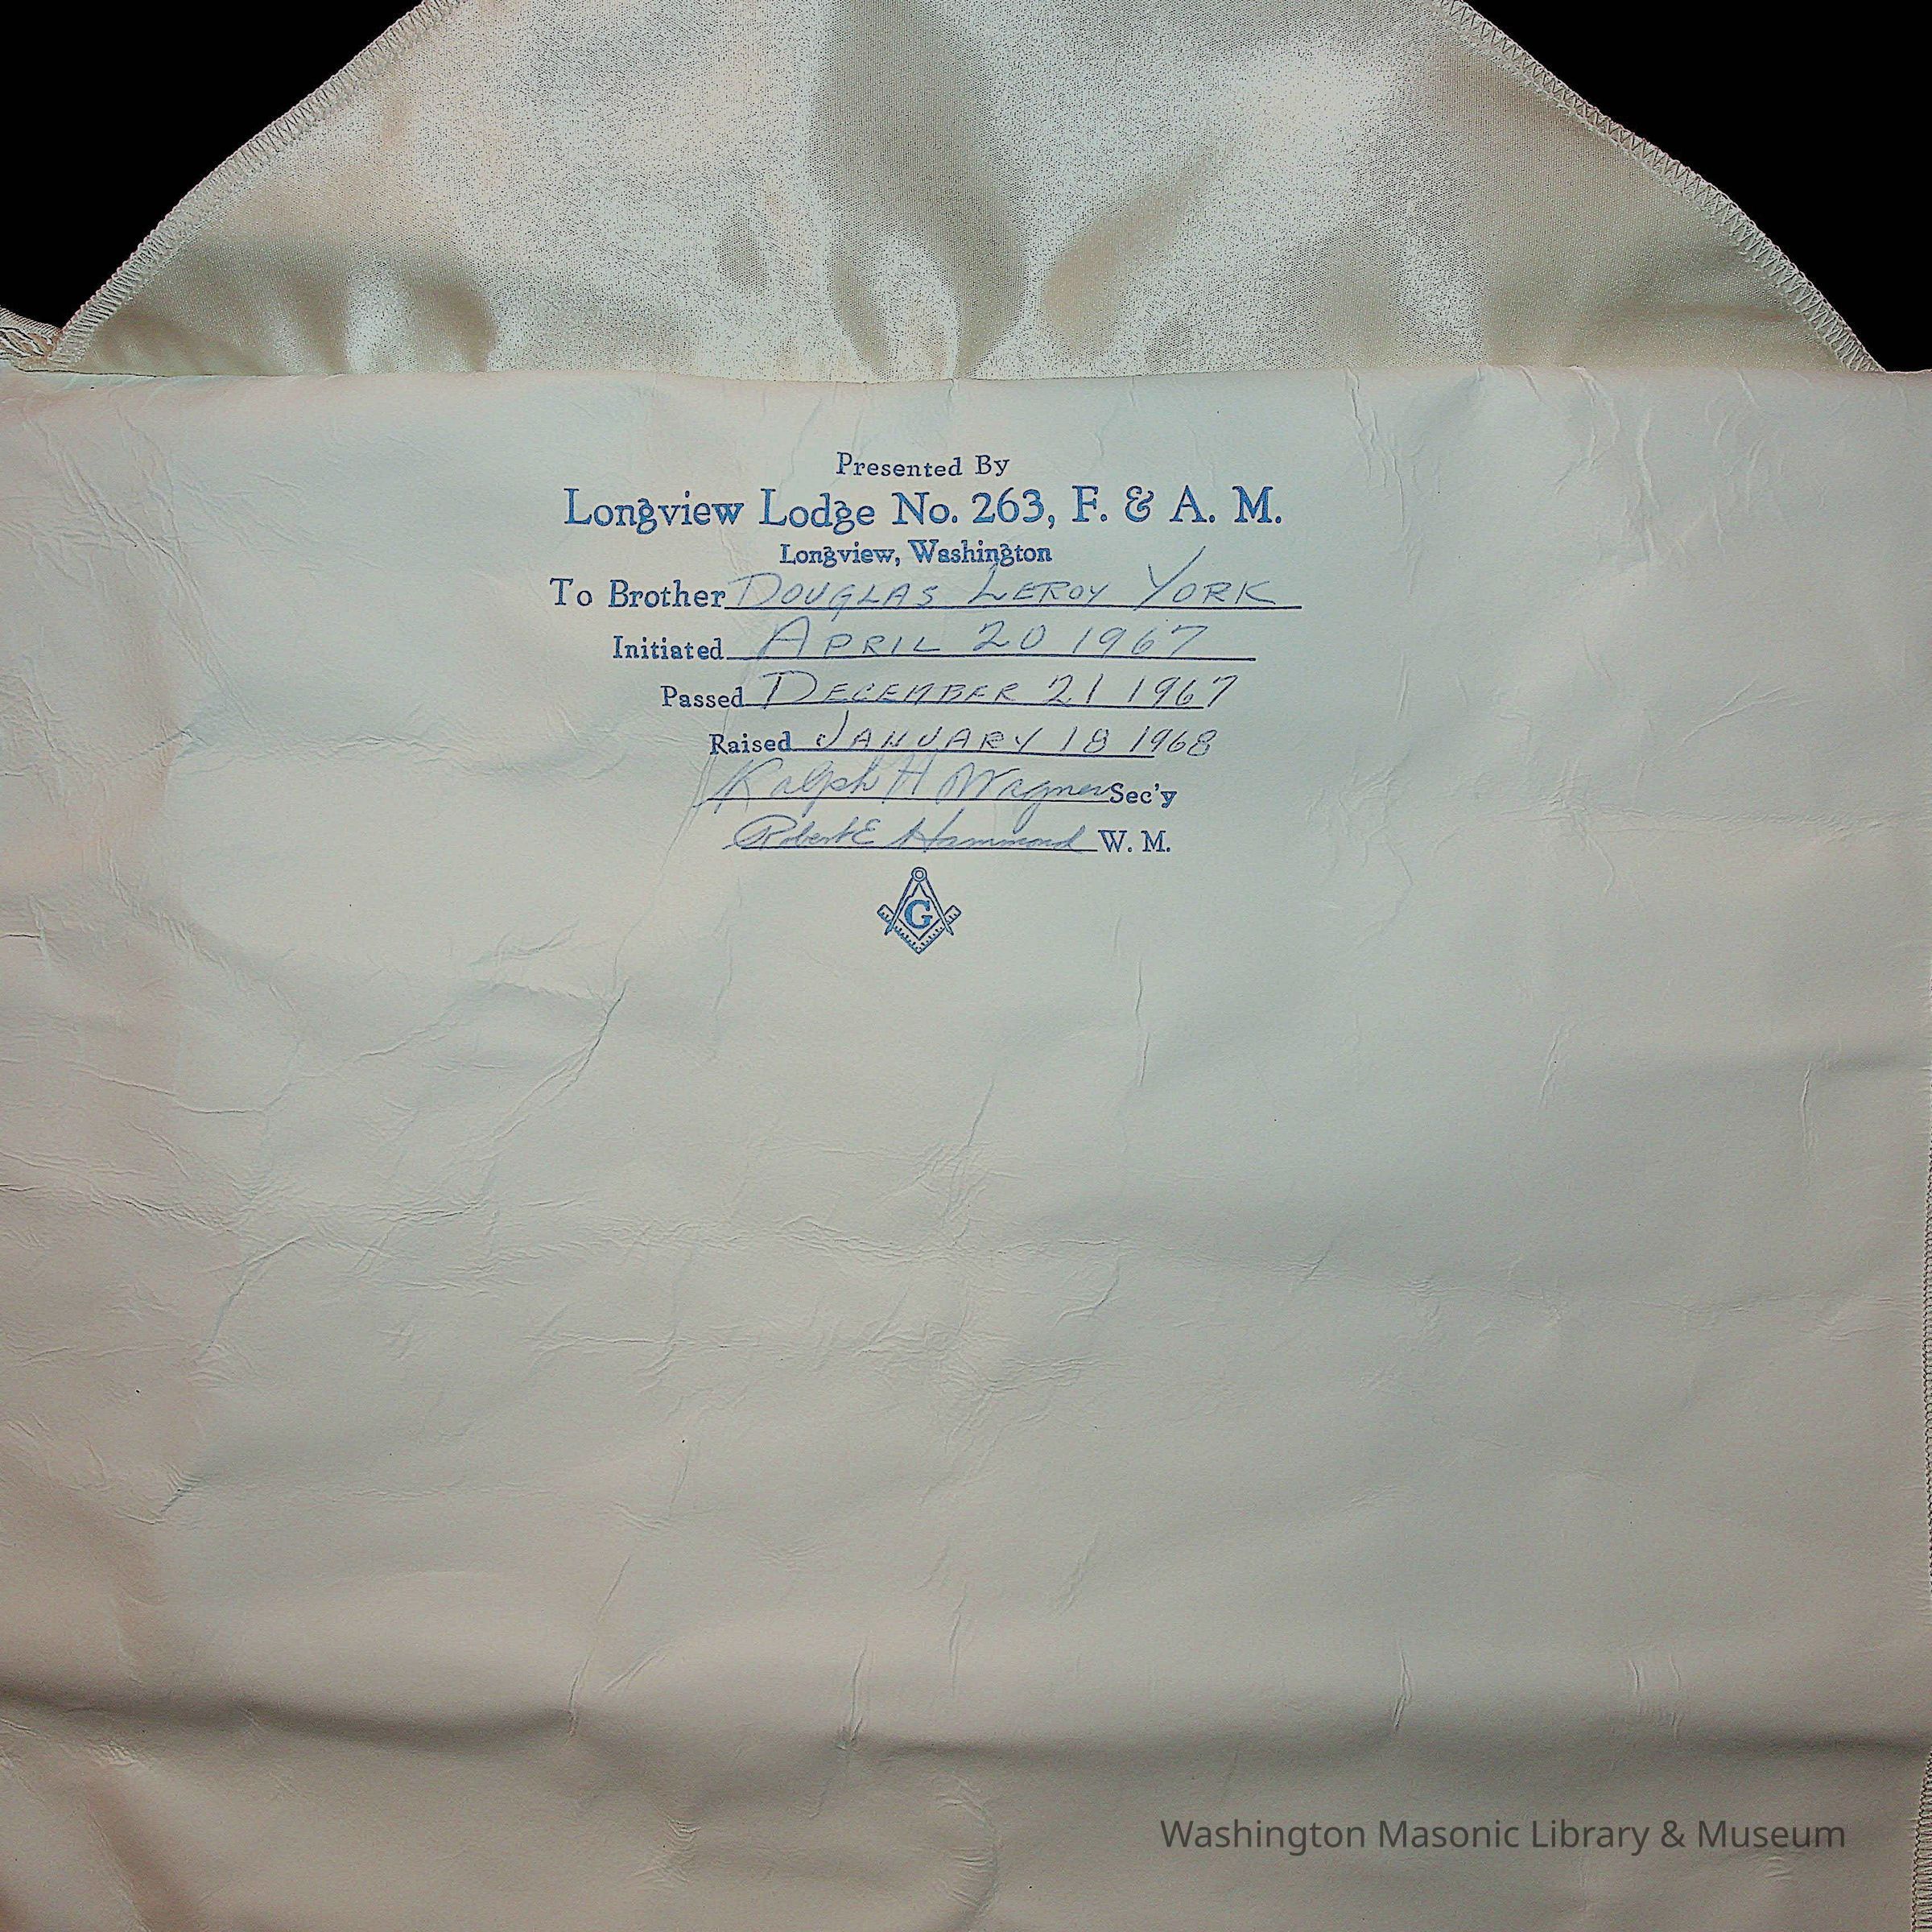 Presented By
Longview Lodge No. 263, F. & A. M.
Longview, Washington
To Brother DOUGLAS LEROY YORK
Initiated APRIL 20 1967
Passed DECEMBER 21 1967
Raised JANUARY 18 1968
Ralph H Wagner Sec'y
Robert E Hammond W. M.
G
Washington Masonic Library & Museum